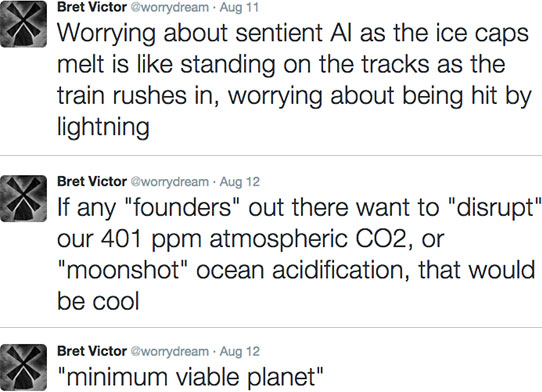 Bret Victor @worrydream · Aug 11
Worrying about sentient AI as the ice caps
melt is like standing on the tracks as the
train rushes in, worrying about being hit by
lightning
Bret Victor @worrydream · Aug 12
If any "founders" out there want to "disrupt"
our 401 ppm atmospheric CO2, or
"moonshot" ocean acidification, that would
be cool
Bret Victor @worrydream · Aug 12
"minimum viable planet"